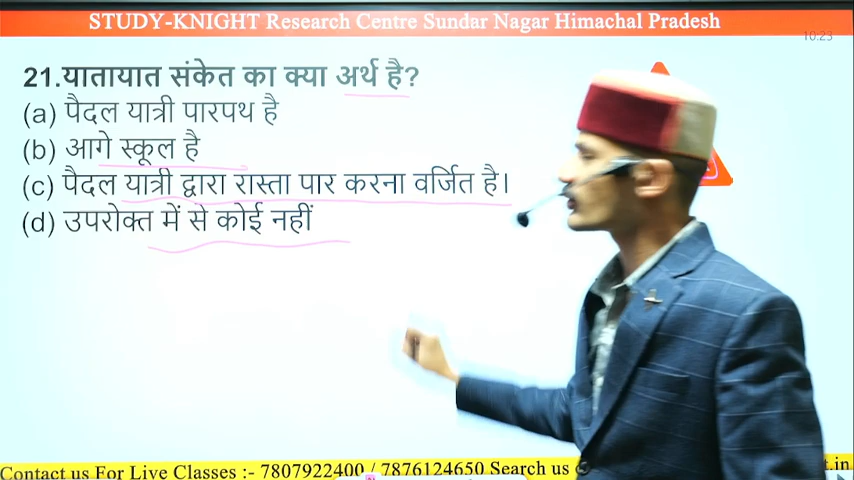 STUDY-KNIGHT Research Centre Sundar Nagar Himachal Pradesh
10:23
21.यातायात संकेत का क्या अर्थ है?
(a) पैदल यात्री पारपथ है
(b) आगे स्कूल है
(c) पैदल यात्री द्वारा रास्ता पार करना वर्जित है।
(d) उपरोक्त में से कोई नहीं
Contact us For Live Classes :- 7807922400 / 7876124650 Search us
t.in